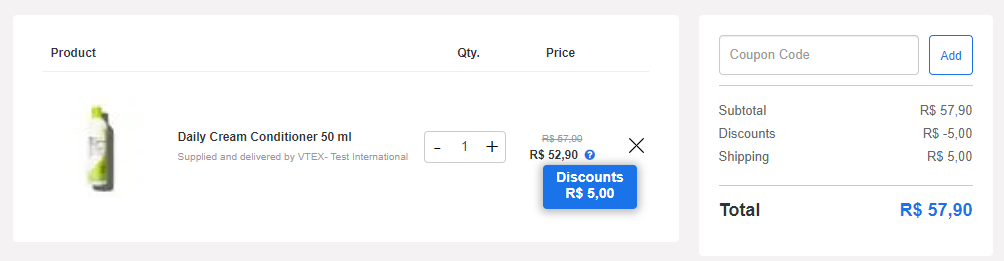 Product Qty. Price
Daily Cream Conditioner 50 ml
Supplied and delivered by VTEX- Test International
- 1 +
R$ 57,90
R$ 52,90 ?
Discounts
R$ 5,00
Coupon Code Add
Subtotal R$ 57,90
Discounts R$ -5,00
Shipping R$ 5,00
Total R$ 57,90